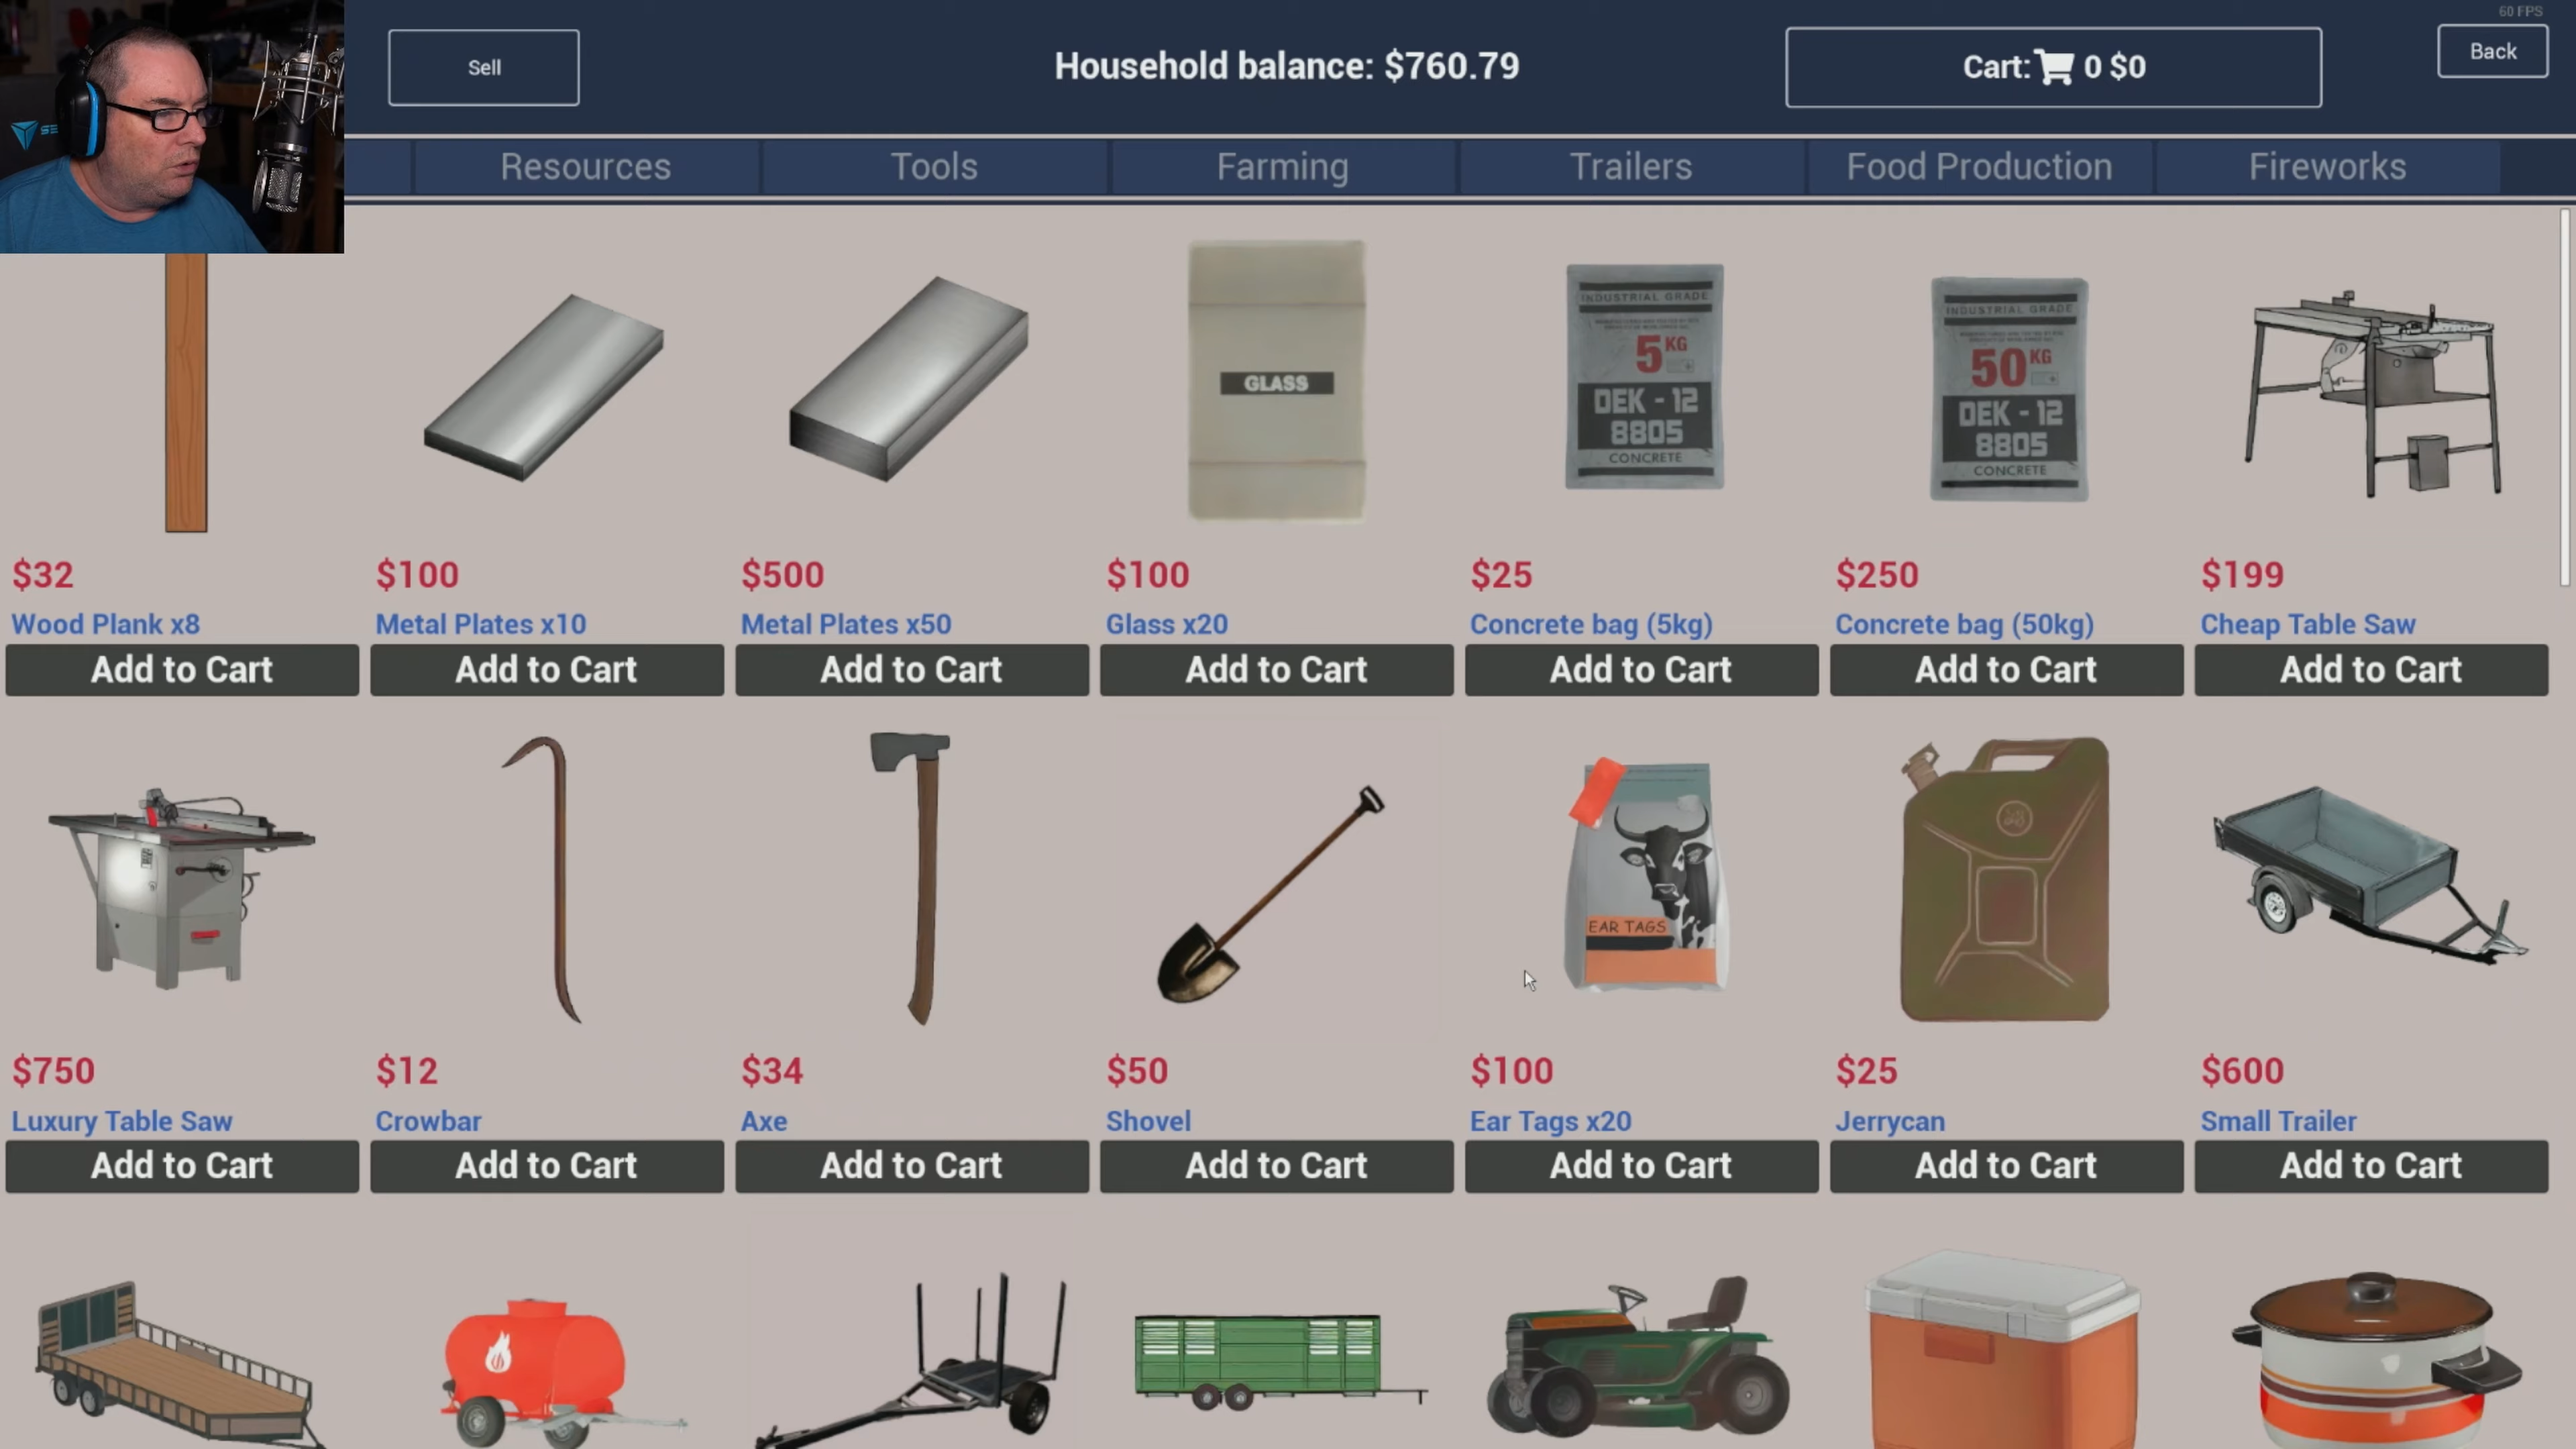 60 FPS
Sell
Household balance: $760.79
Cart: 0 $0
Back
SE
Resources
Tools
Farming
Trailers
Food Production
Fireworks
GLASS
INDUSTRIAL GRADE
5 KG
DEK - 12
8805
CONCRETE
INDUSTRIAL GRADE
50 KG
DEK - 12
8805
CONCRETE
$32
$100
$500
$100
$25
$250
$199
Wood Plank x8
Metal Plates x10
Metal Plates x50
Glass x20
Concrete bag (5kg)
Concrete bag (50kg)
Cheap Table Saw
Add to Cart
Add to Cart
Add to Cart
Add to Cart
Add to Cart
Add to Cart
Add to Cart
EAR TAGS
$750
$12
$34
$50
$100
$25
$600
Luxury Table Saw
Crowbar
Axe
Shovel
Ear Tags x20
Jerrycan
Small Trailer
Add to Cart
Add to Cart
Add to Cart
Add to Cart
Add to Cart
Add to Cart
Add to Cart